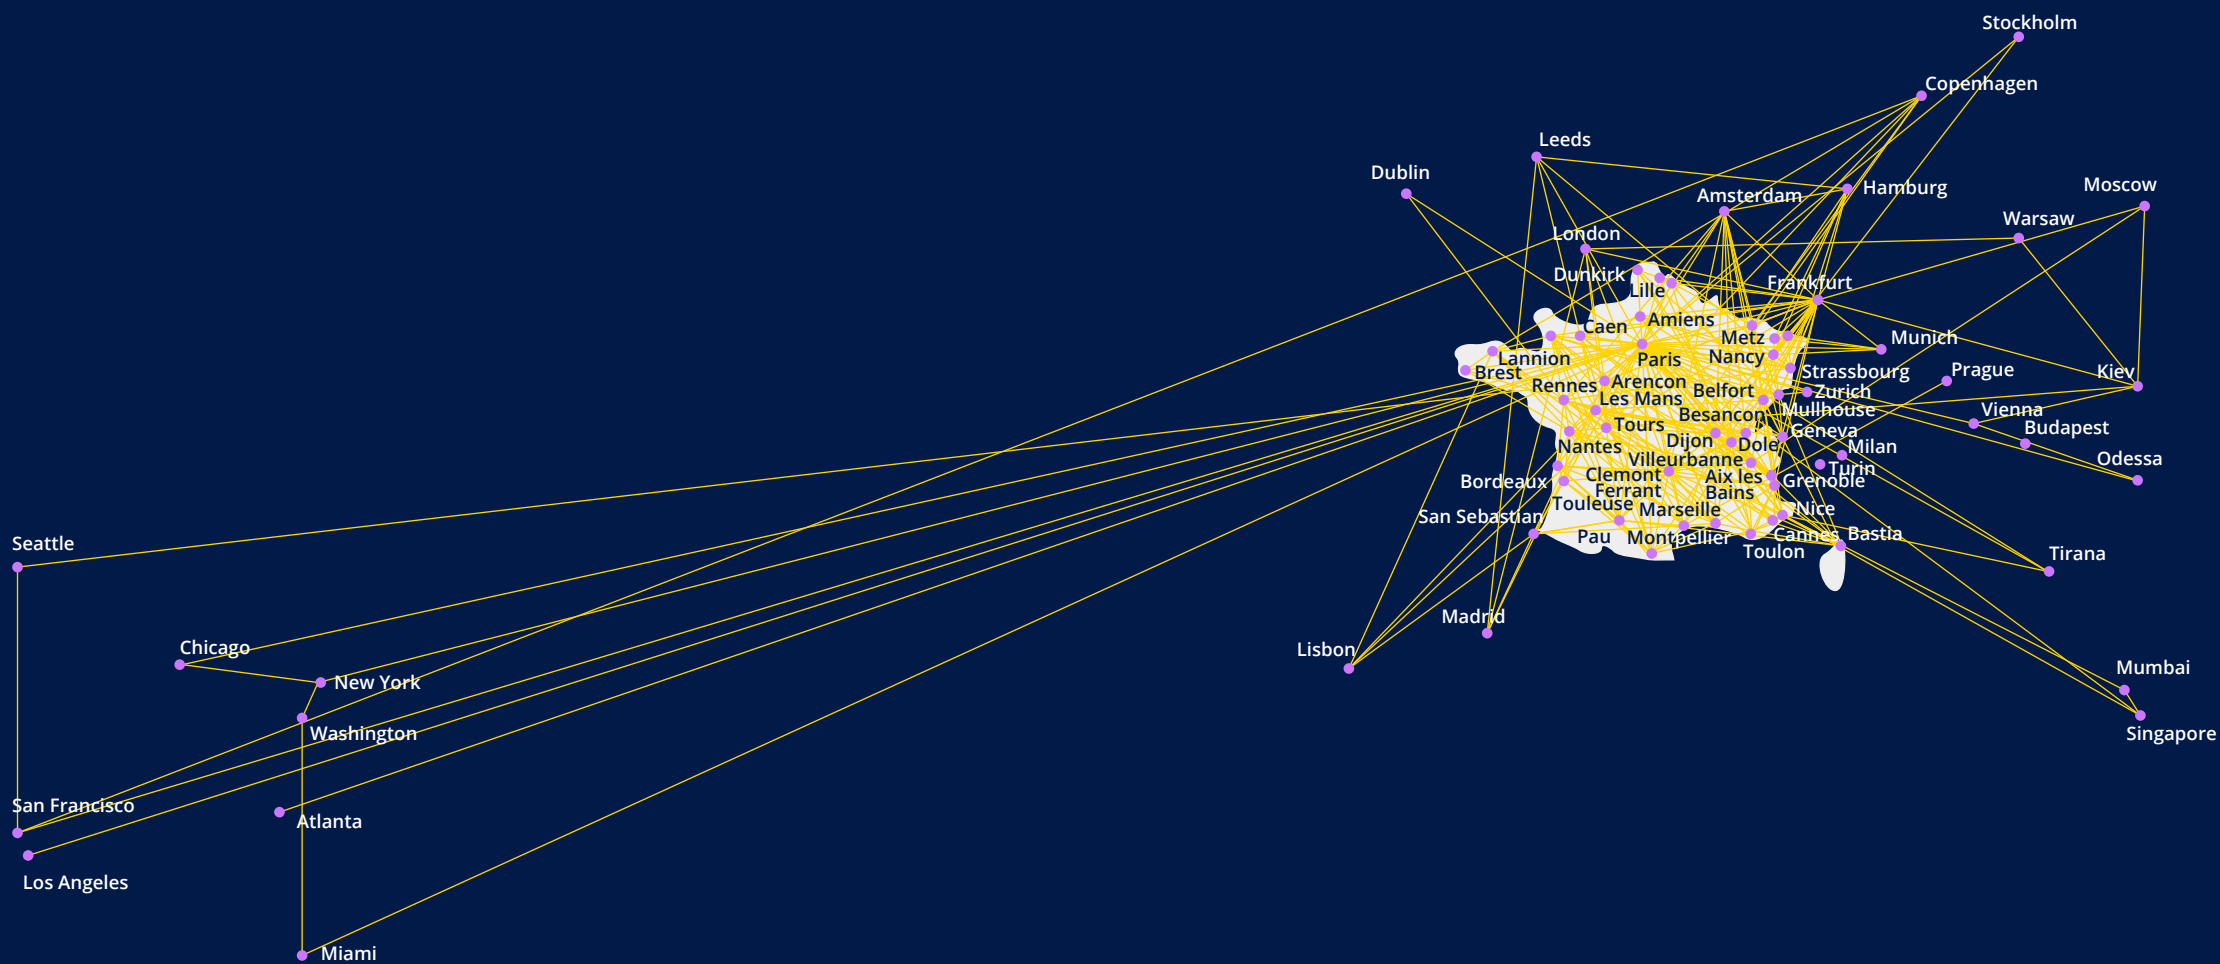 Stockholm
Copenhagen
Leeds
Dublin
Amsterdam
Hamburg
Moscow
Warsaw
London
Dunkirk
Frankfurt
Lille
Caen
Amiens
Metz
Munich
Lannion
Paris
Nancy
Brest
Strassbourg
Prague
Kiev
Rennes
Arencon
Belfort
Zurich
Les Mans
Besancon
Mullhouse
Vienna
Tours
Geneva
Budapest
Nantes
Dijon
Dole
Milan
Villeurbanne
Odessa
Turin
Bordeaux
Clemont
Ferrant
Aix les
Bains
Grenoble
Touleuse
Marseille
Nice
San Sebastian
Pau
Montpellier
Cannes
Bastia
Toulon
Seattle
Tirana
Madrid
Lisbon
Chicago
New York
Mumbai
Washington
Singapore
San Francisco
Atlanta
Los Angeles
Miami